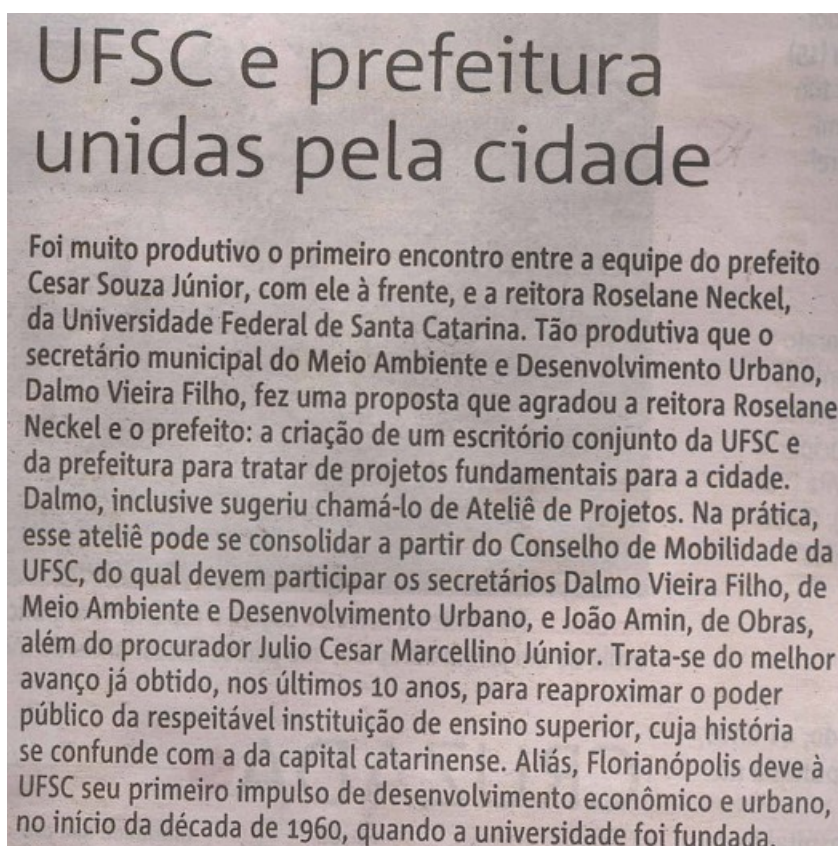 UFSC e prefeitura
unidas pela cidade
Foi muito produtivo o primeiro encontro entre a equipe do prefeito
Cesar Souza Júnior, com ele à frente, e a reitora Roselane Neckel,
da Universidade Federal de Santa Catarina. Tão produtiva que o
secretário municipal do Meio Ambiente e Desenvolvimento Urbano,
Dalmo Vieira Filho, fez uma proposta que agradou a reitora Roselane
Neckel e o prefeito: a criação de um escritório conjunto da UFSC e
da prefeitura para tratar de projetos fundamentais para a cidade.
Dalmo, inclusive sugeriu chamá-lo de Ateliê de Projetos. Na prática,
esse ateliê pode se consolidar a partir do Conselho de Mobilidade da
UFSC, do qual devem participar os secretários Dalmo Vieira Filho, de
Meio Ambiente e Desenvolvimento Urbano, e João Amin, de Obras,
além do procurador Julio Cesar Marcellino Júnior. Trata-se do melhor
avanço já obtido, nos últimos 10 anos, para reaproximar o poder
público da respeitável instituição de ensino superior, cuja história
se confunde com a da capital catarinense. Aliás, Florianópolis deve à
UFSC seu primeiro impulso de desenvolvimento econômico e urbano,
no início da década de 1960, quando a universidade foi fundada.